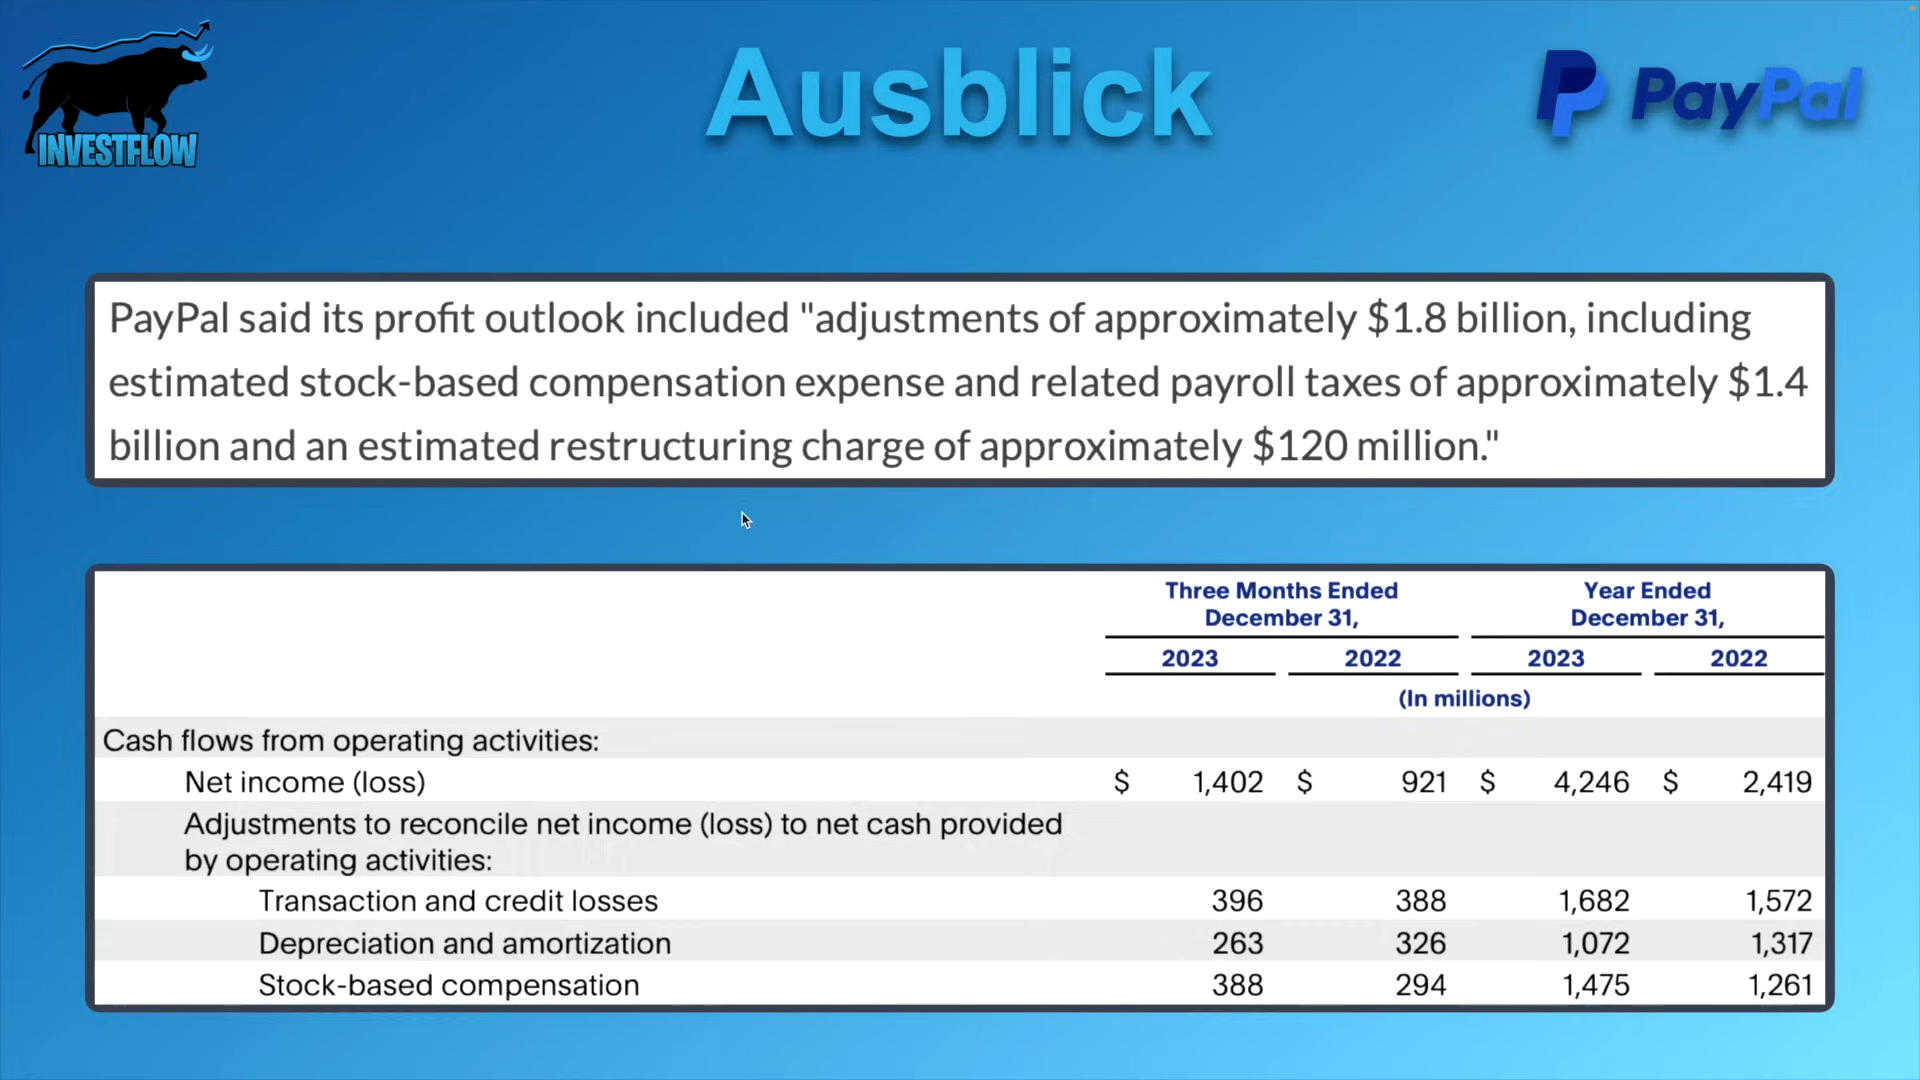 Ausblick
INVESTFLOW
PayPal
PayPal said its profit outlook included "adjustments of approximately $1.8 billion, including
estimated stock-based compensation expense and related payroll taxes of approximately $1.4
billion and an estimated restructuring charge of approximately $120 million."
Three Months Ended December 31,
Year Ended December 31,
2023 2022 2023 2022
(In millions)
Cash flows from operating activities:
Net income (loss) $ 1,402 $ 921 $ 4,246 $ 2,419
Adjustments to reconcile net income (loss) to net cash provided
by operating activities:
Transaction and credit losses 396 388 1,682 1,572
Depreciation and amortization 263 326 1,072 1,317
Stock-based compensation 388 294 1,475 1,261